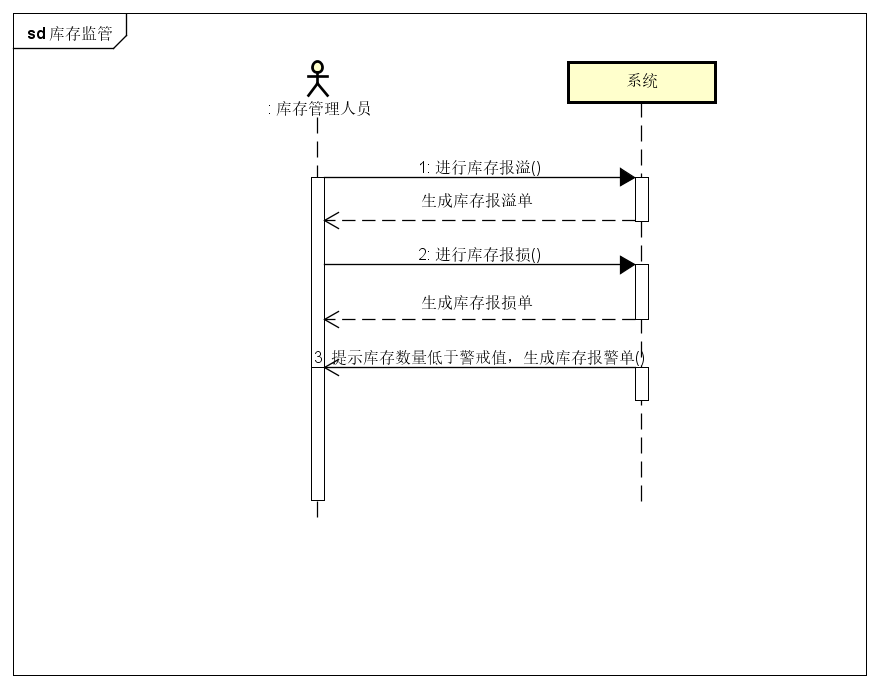 sd 库存监管
系统
: 库存管理人员
1: 进行库存报溢()
生成库存报溢单
2: 进行库存报损()
生成库存报损单
3: 提示库存数量低于警戒值，生成库存报警单()